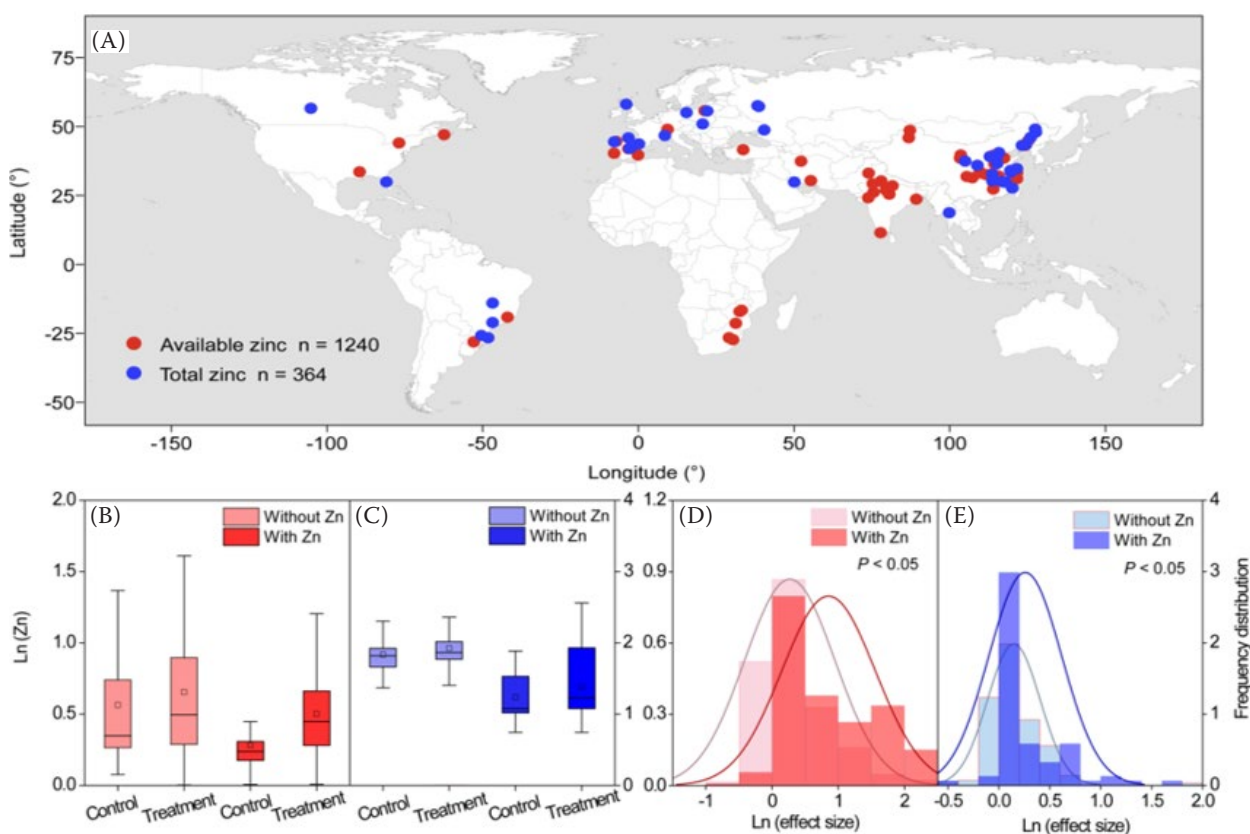 (A)
75
50
25
0
-25
-50
Latitude (°)
Available zinc n = 1240
Total zinc n = 364
-150 -100 -50 0 50 100 150
Longitude (°)
(B)
Without Zn
With Zn
2.0
1.5
1.0
0.5
0.0
Ln (Zn)
Control Treatment Control Treatment
(C)
Without Zn
With Zn
4
3
2
1
0
Control Treatment Control Treatment
(D)
Without Zn
With Zn
P < 0.05
1.2
0.9
0.6
0.3
0.0
-1 0 1 2
Ln (effect size)
(E)
Without Zn
With Zn
P < 0.05
4
3
2
1
0
Frequency distribution
-0.5 0.0 0.5 1.0 1.5 2.0
Ln (effect size)